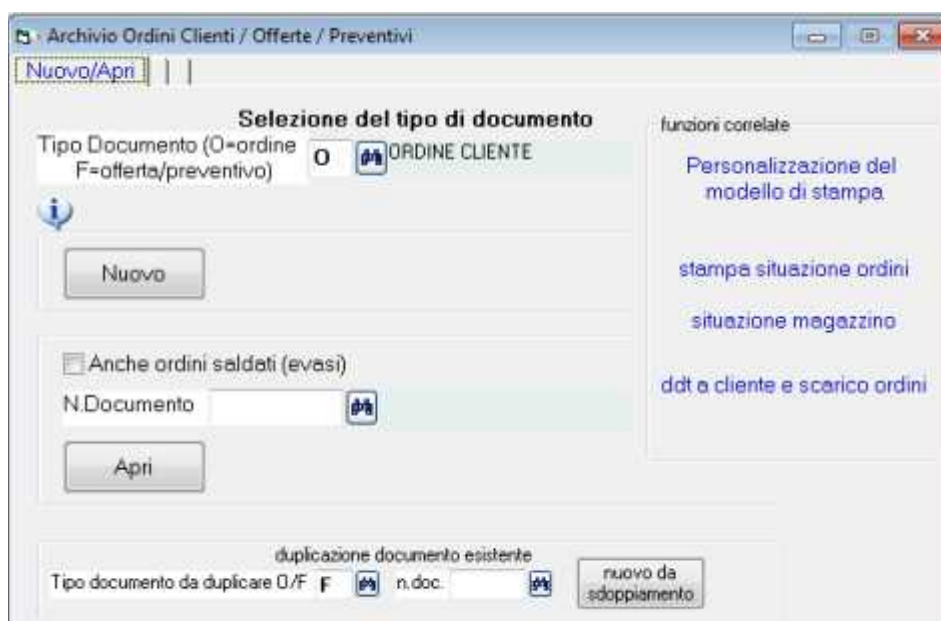 Archivio Ordini Clienti / Offerte / Preventivi
Nuovo/Apri
Selezione del tipo di documento
Tipo Documento (O=ordine
F=offerta/preventivo)
O
ORDINE CLIENTE
Nuovo
Anche ordini saldati (evasi)
N.Documento
Apri
funzioni correlate
Personalizzazione del
modello di stampa
stampa situazione ordini
situazione magazzino
ddt a cliente e scarico ordini
duplicazione documento esistente
Tipo documento da duplicare O/F F n.doc.
nuovo da
sdoppiamento